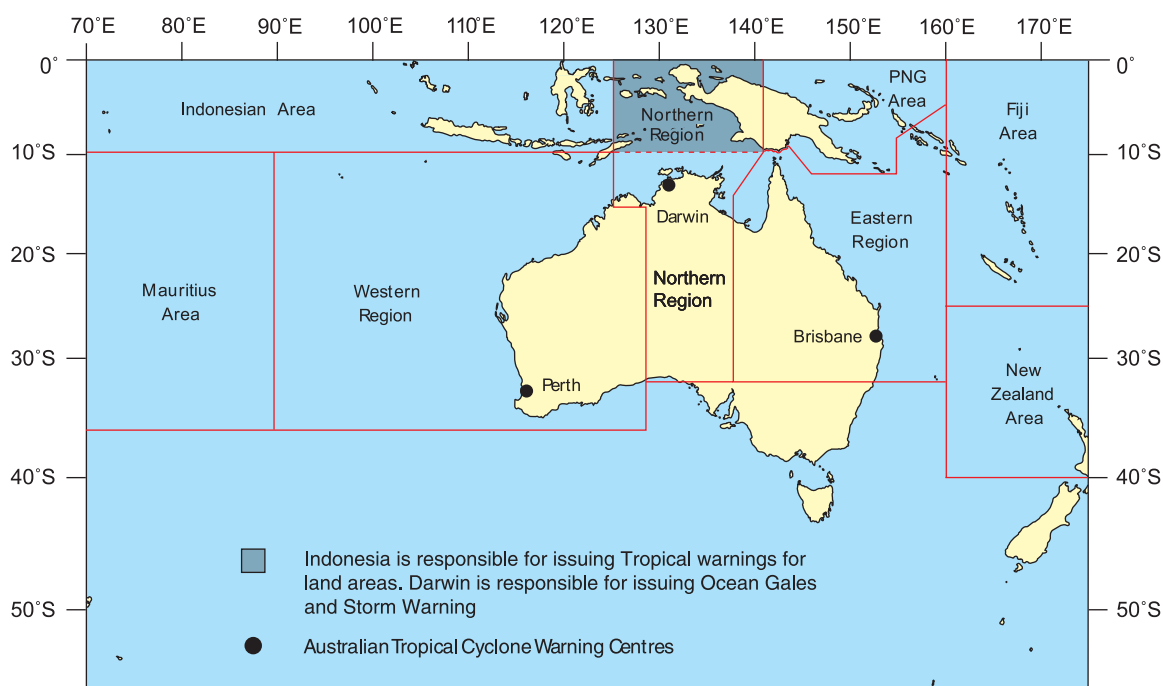 70°E 80°E 90°E 100°E 110°E 120°E 130°E 140°E 150°E 160°E 170°E
0° 0°
PNG
Area
Indonesian Area
Northern
Region
Fiji
Area
10°S 10°S
Darwin
Eastern
Region
20°S 20°S
Mauritius
Area
Western
Region
Northern
Region
Brisbane
30°S 30°S
Perth
New
Zealand
Area
40°S 40°S
Indonesia is responsible for issuing Tropical warnings for
land areas. Darwin is responsible for issuing Ocean Gales
and Storm Warning
50°S 50°S
Australian Tropical Cyclone Warning Centres